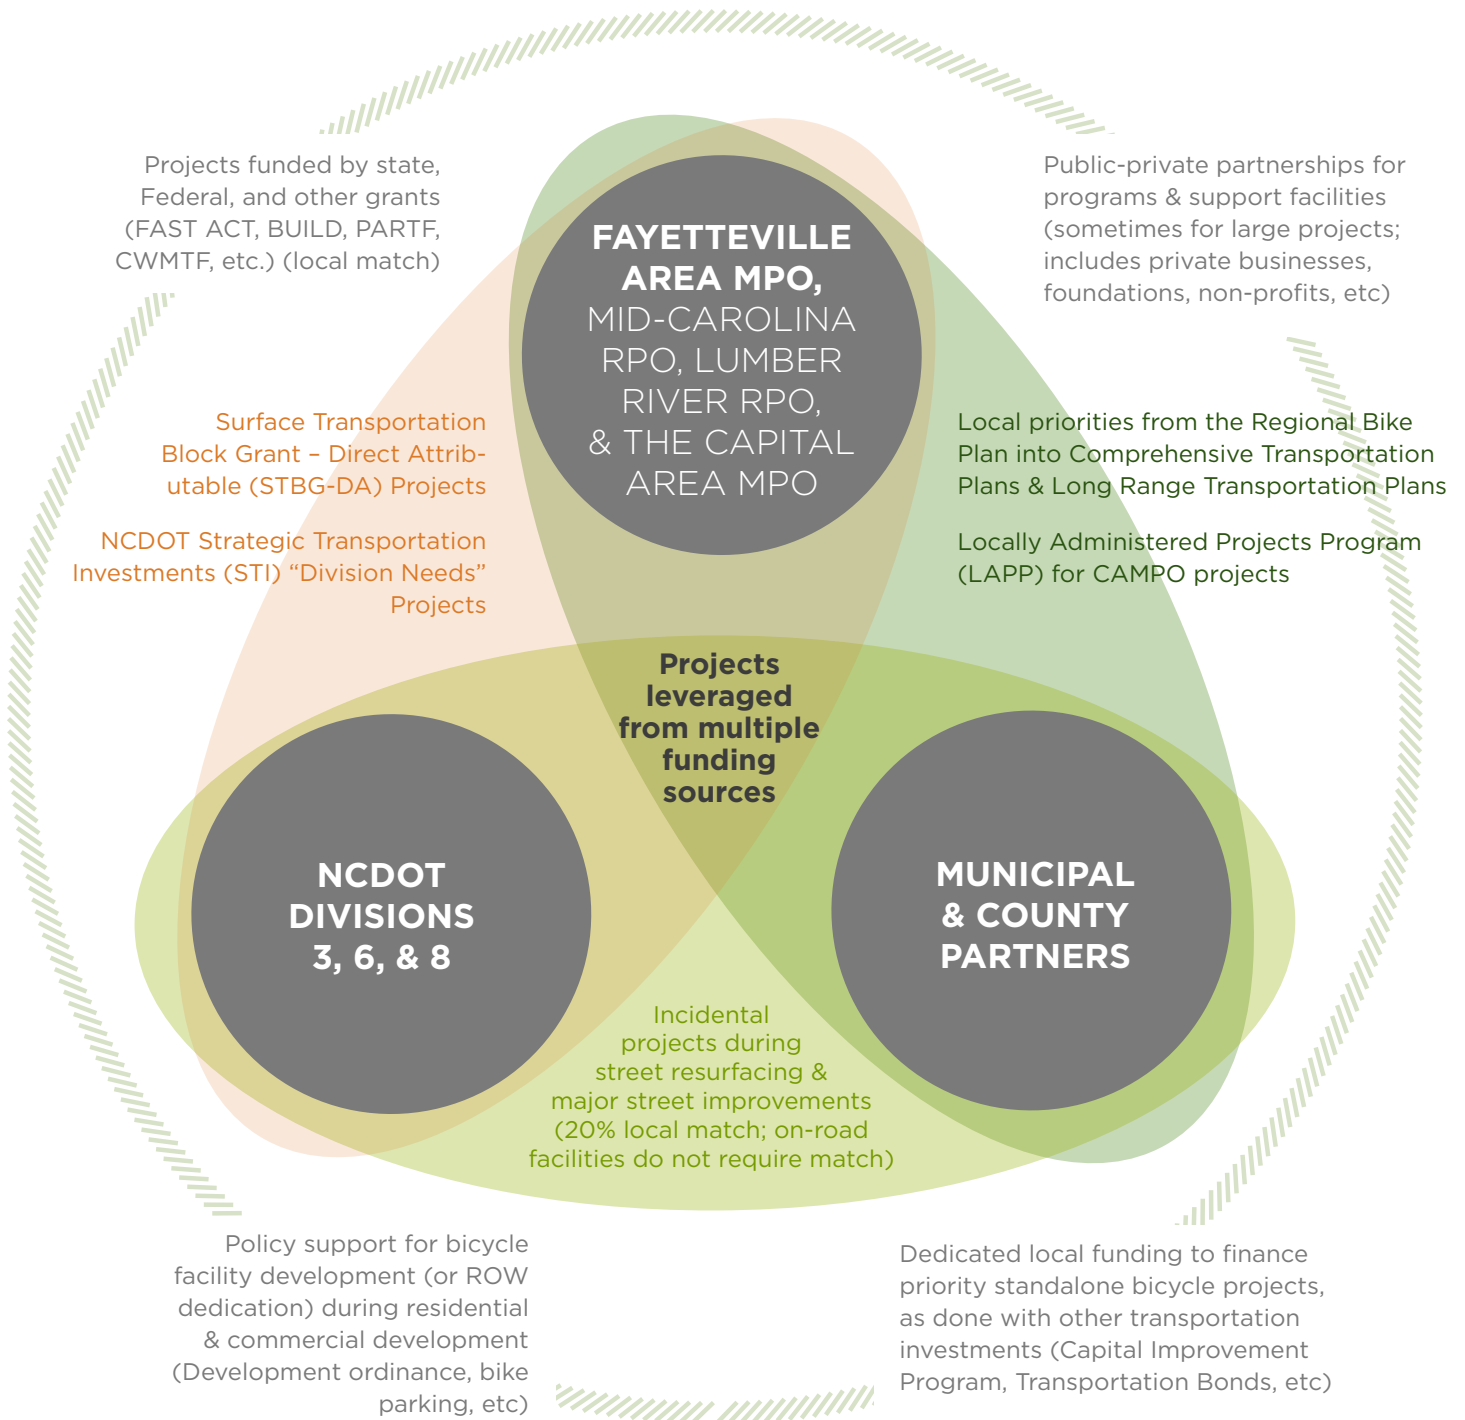 Projects funded by state,
Federal, and other grants
(FAST ACT, BUILD, PARTF,
CWMTF, etc.) (local match)
Public-private partnerships for
programs & support facilities
(sometimes for large projects;
includes private businesses,
foundations, non-profits, etc)
FAYETTEVILLE
AREA MPO,
MID-CAROLINA
RPO, LUMBER
RIVER RPO,
& THE CAPITAL
AREA MPO
Surface Transportation
Block Grant – Direct Attrib-
utable (STBG-DA) Projects
NCDOT Strategic Transportation
Investments (STI) “Division Needs”
Projects
Local priorities from the Regional Bike
Plan into Comprehensive Transportation
Plans & Long Range Transportation Plans
Locally Administered Projects Program
(LAPP) for CAMPO projects
Projects
leveraged
from multiple
funding
sources
NCDOT
DIVISIONS
3, 6, & 8
MUNICIPAL
& COUNTY
PARTNERS
Incidental
projects during
street resurfacing &
major street improvements
(20% local match; on-road
facilities do not require match)
Policy support for bicycle
facility development (or ROW
dedication) during residential
& commercial development
(Development ordinance, bike
parking, etc)
Dedicated local funding to finance
priority standalone bicycle projects,
as done with other transportation
investments (Capital Improvement
Program, Transportation Bonds, etc)